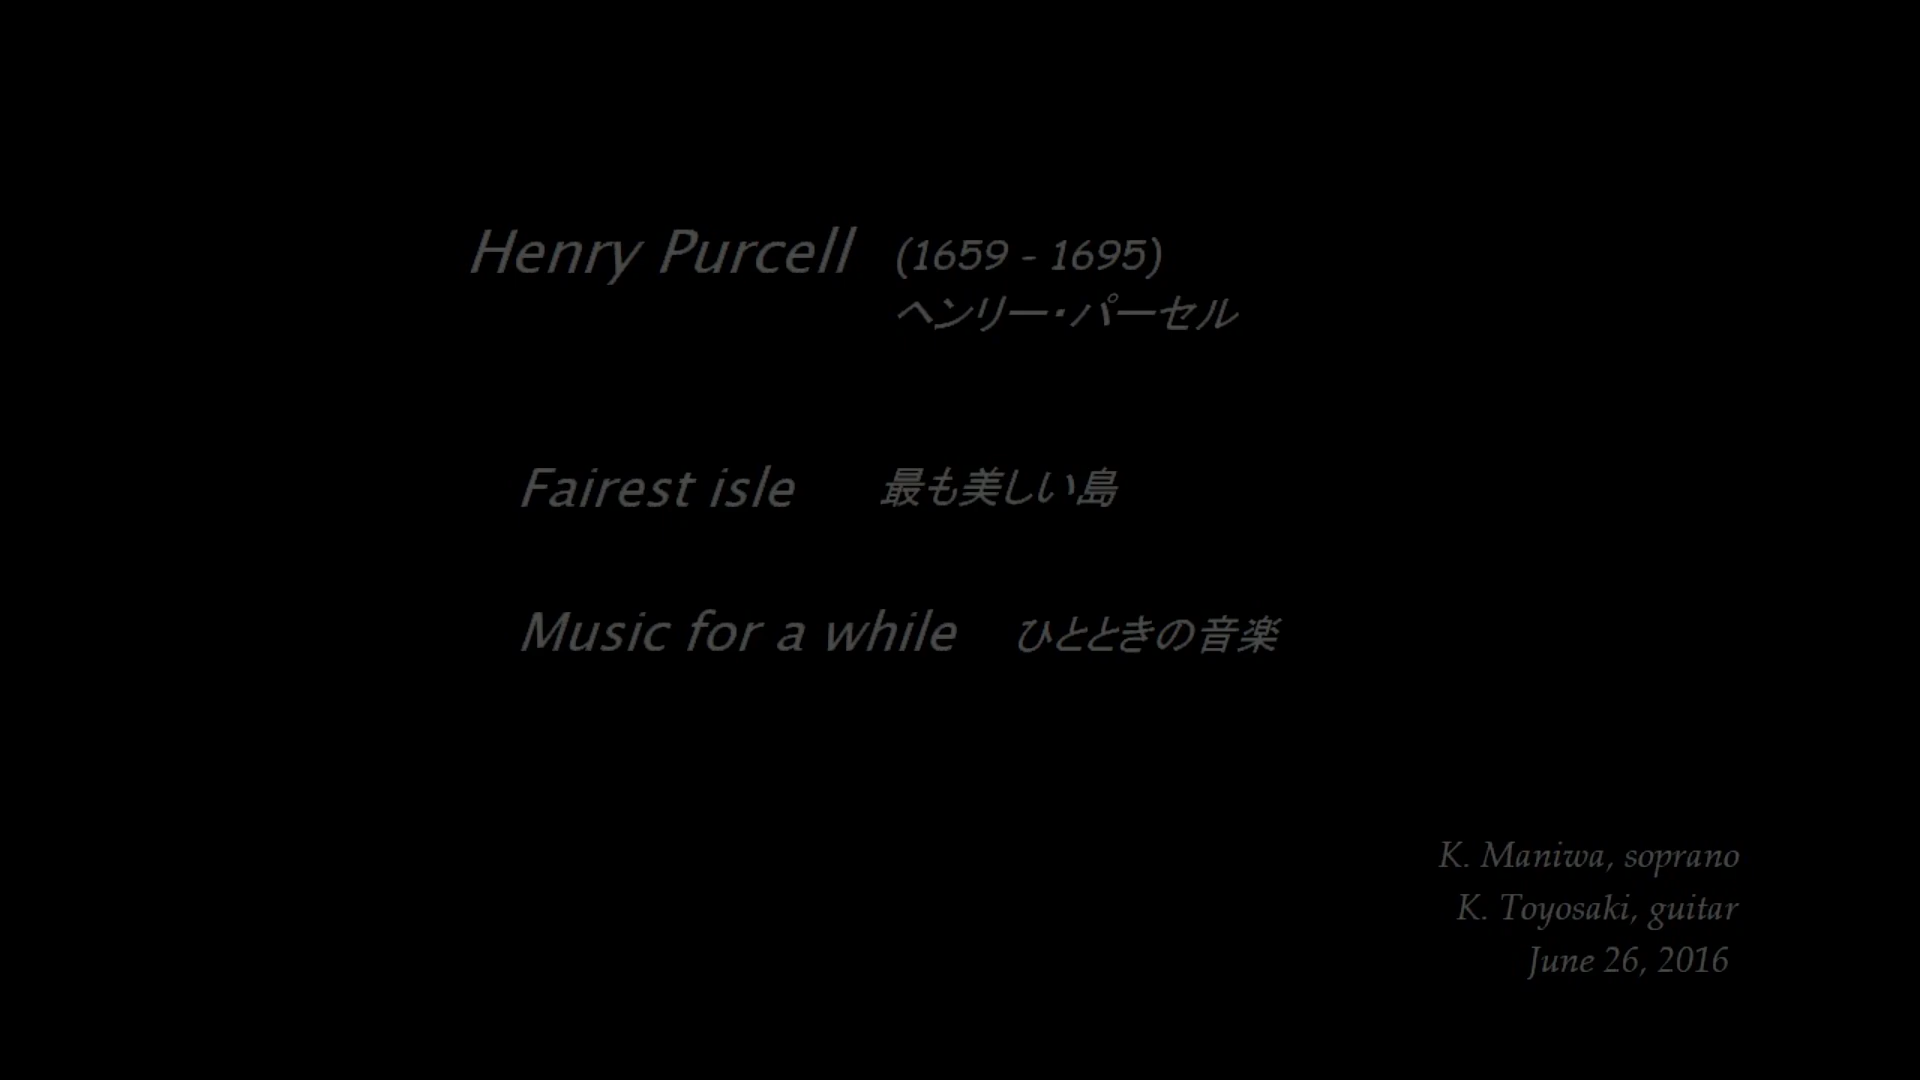 Henry Purcell (1659 - 1695)
ヘンリー・パーセル
Fairest isle 最も美しい島
Music for a while ひとときの音楽
K. Maniwa, soprano
K. Toyosaki, guitar
June 26, 2016